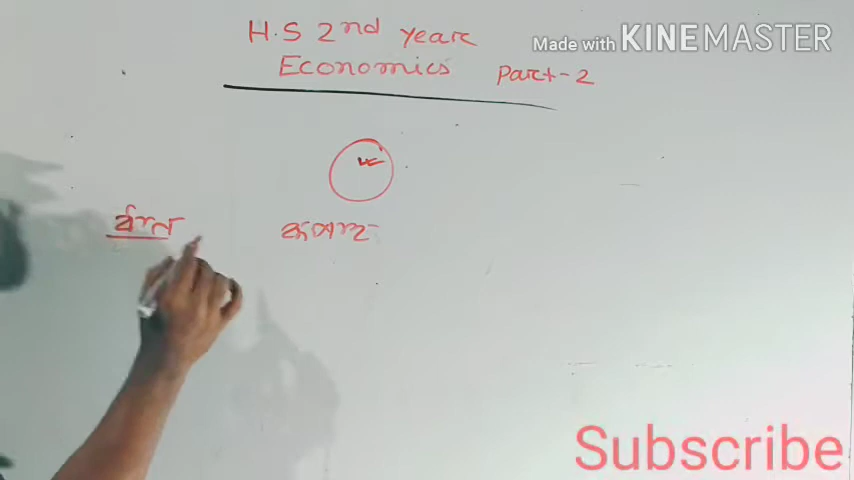 H.S 2nd year
Economics Part-2
Made with KINEMASTER
Subscribe